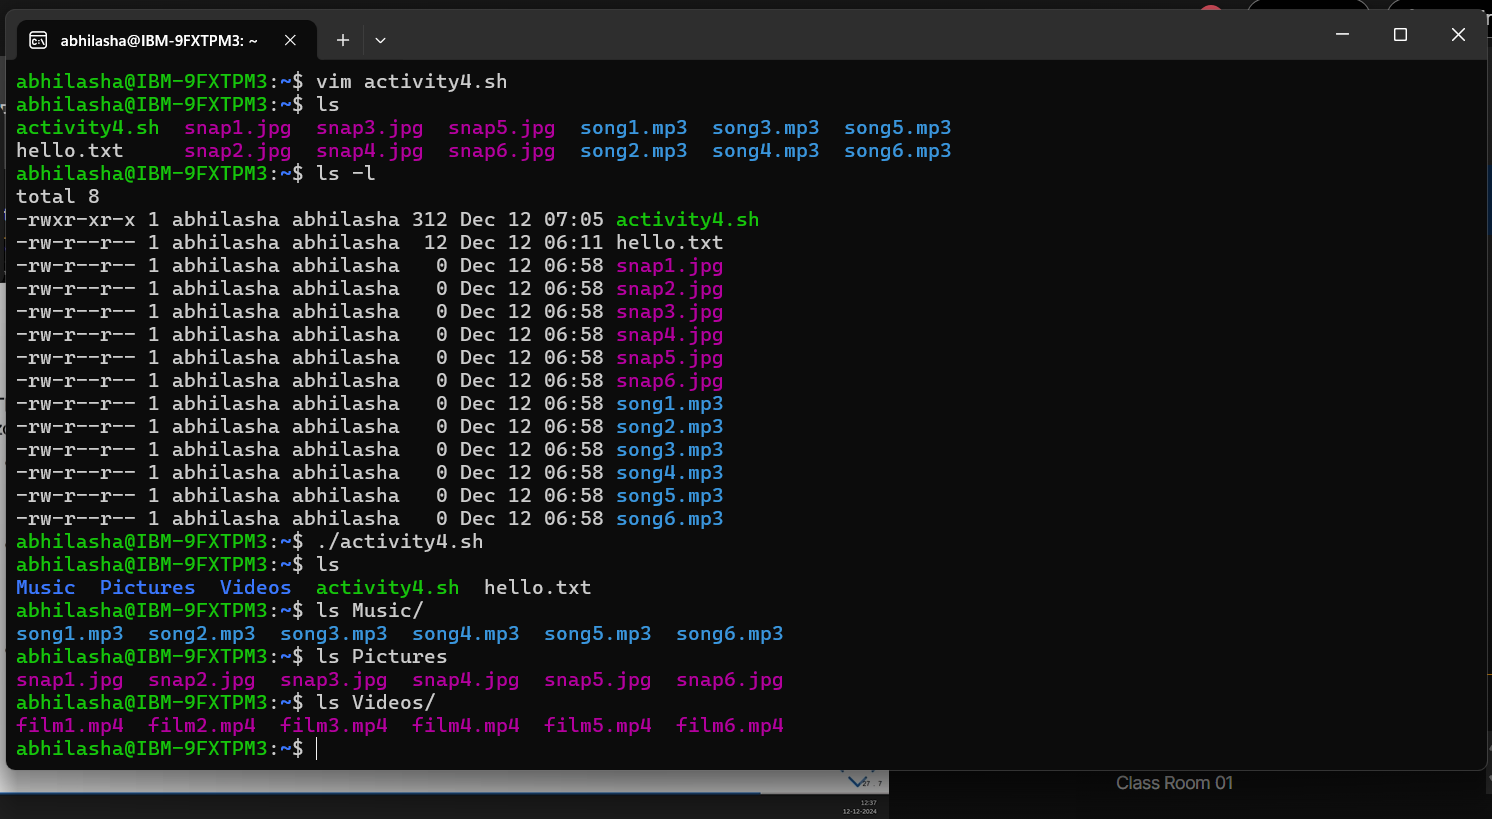 abhilasha@IBM-9FXTPM3: ~
abhilasha@IBM-9FXTPM3:~$ vim activity4.sh
abhilasha@IBM-9FXTPM3:~$ ls
activity4.sh  snap1.jpg  snap3.jpg  snap5.jpg  song1.mp3  song3.mp3  song5.mp3
hello.txt     snap2.jpg  snap4.jpg  snap6.jpg  song2.mp3  song4.mp3  song6.mp3
abhilasha@IBM-9FXTPM3:~$ ls -l
total 8
-rwxr-xr-x 1 abhilasha abhilasha 312 Dec 12 07:05 activity4.sh
-rw-r--r-- 1 abhilasha abhilasha  12 Dec 12 06:11 hello.txt
-rw-r--r-- 1 abhilasha abhilasha   0 Dec 12 06:58 snap1.jpg
-rw-r--r-- 1 abhilasha abhilasha   0 Dec 12 06:58 snap2.jpg
-rw-r--r-- 1 abhilasha abhilasha   0 Dec 12 06:58 snap3.jpg
-rw-r--r-- 1 abhilasha abhilasha   0 Dec 12 06:58 snap4.jpg
-rw-r--r-- 1 abhilasha abhilasha   0 Dec 12 06:58 snap5.jpg
-rw-r--r-- 1 abhilasha abhilasha   0 Dec 12 06:58 snap6.jpg
-rw-r--r-- 1 abhilasha abhilasha   0 Dec 12 06:58 song1.mp3
-rw-r--r-- 1 abhilasha abhilasha   0 Dec 12 06:58 song2.mp3
-rw-r--r-- 1 abhilasha abhilasha   0 Dec 12 06:58 song3.mp3
-rw-r--r-- 1 abhilasha abhilasha   0 Dec 12 06:58 song4.mp3
-rw-r--r-- 1 abhilasha abhilasha   0 Dec 12 06:58 song5.mp3
-rw-r--r-- 1 abhilasha abhilasha   0 Dec 12 06:58 song6.mp3
abhilasha@IBM-9FXTPM3:~$ ./activity4.sh
abhilasha@IBM-9FXTPM3:~$ ls
Music  Pictures  Videos  activity4.sh  hello.txt
abhilasha@IBM-9FXTPM3:~$ ls Music/
song1.mp3  song2.mp3  song3.mp3  song4.mp3  song5.mp3  song6.mp3
abhilasha@IBM-9FXTPM3:~$ ls Pictures
snap1.jpg  snap2.jpg  snap3.jpg  snap4.jpg  snap5.jpg  snap6.jpg
abhilasha@IBM-9FXTPM3:~$ ls Videos/
film1.mp4  film2.mp4  film3.mp4  film4.mp4  film5.mp4  film6.mp4
abhilasha@IBM-9FXTPM3:~$
Class Room 01
12:37
12-12-2024